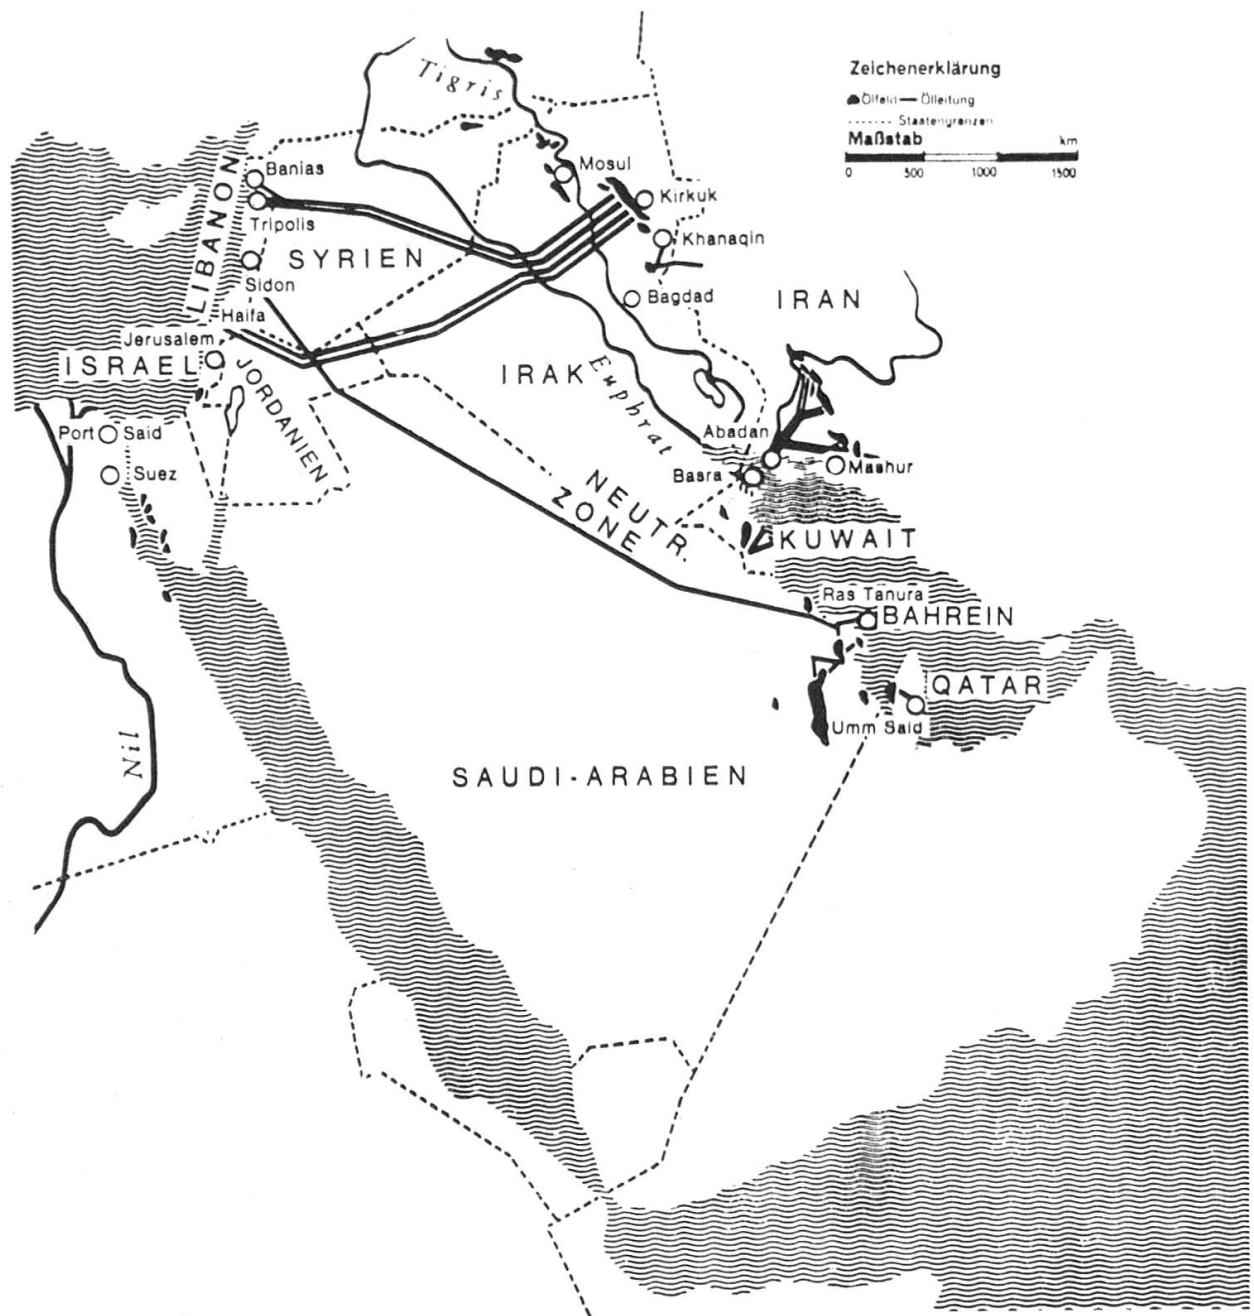 Zeichenerklärung
Ölfeld Ölleitung
Staatengrenzen
Maßstab km
0 500 1000 1500
Tigris
Mosul
Kirkuk
Khanaqin
Bagdad
Banias
Tripolis
LIBANON
SYRIEN
Sidon
Haifa
Jerusalem
ISRAEL
JORDANIEN
IRAN
IRAK
Euphrat
Abadan
Basra
Mashur
Port Said
Suez
NEUTR.
ZONE
KUWAIT
Ras Tanura
BAHREIN
QATAR
Umm Said
Nil
SAUDI-ARABIEN